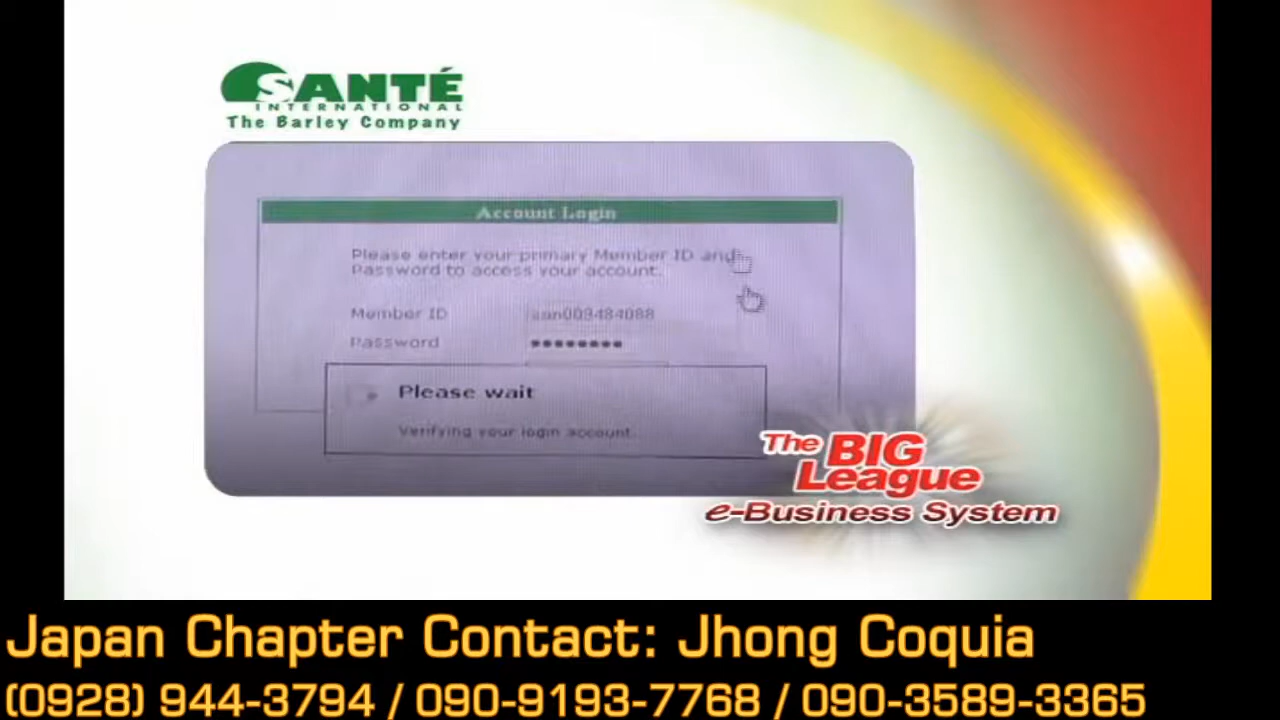 SANTÉ
INTERNATIONAL
The Barley Company
Account Login
Please enter your primary Member ID and
Password to access your account.
Member ID
Password
Please wait
Verifying your login account.
The BIG
League
e-Business System
Japan Chapter Contact: Jhong Coquia
(0928) 944-3794 / 090-9193-7768 / 090-3589-3365